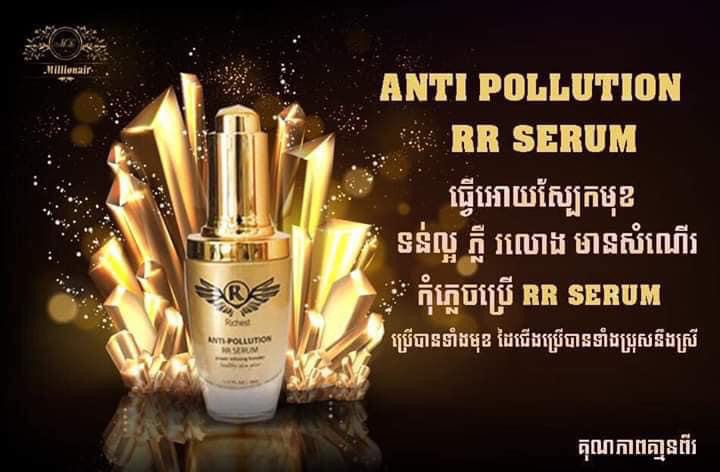 Millionair
ANTI POLLUTION
RR SERUM
ធ្វើអោយស្បែកមុខ
ទន់ល្អ ភ្លឺ រលោង មានសំណើរ
កុំភ្លេចប្រើ RR SERUM
ប្រើបានទាំងមុខ ដៃជើងប្រើបានទាំងប្រុសនឹងស្រី
គុណភាពគ្មានពីរ
R
Richest
ANTI-POLLUTION
RR SERUM